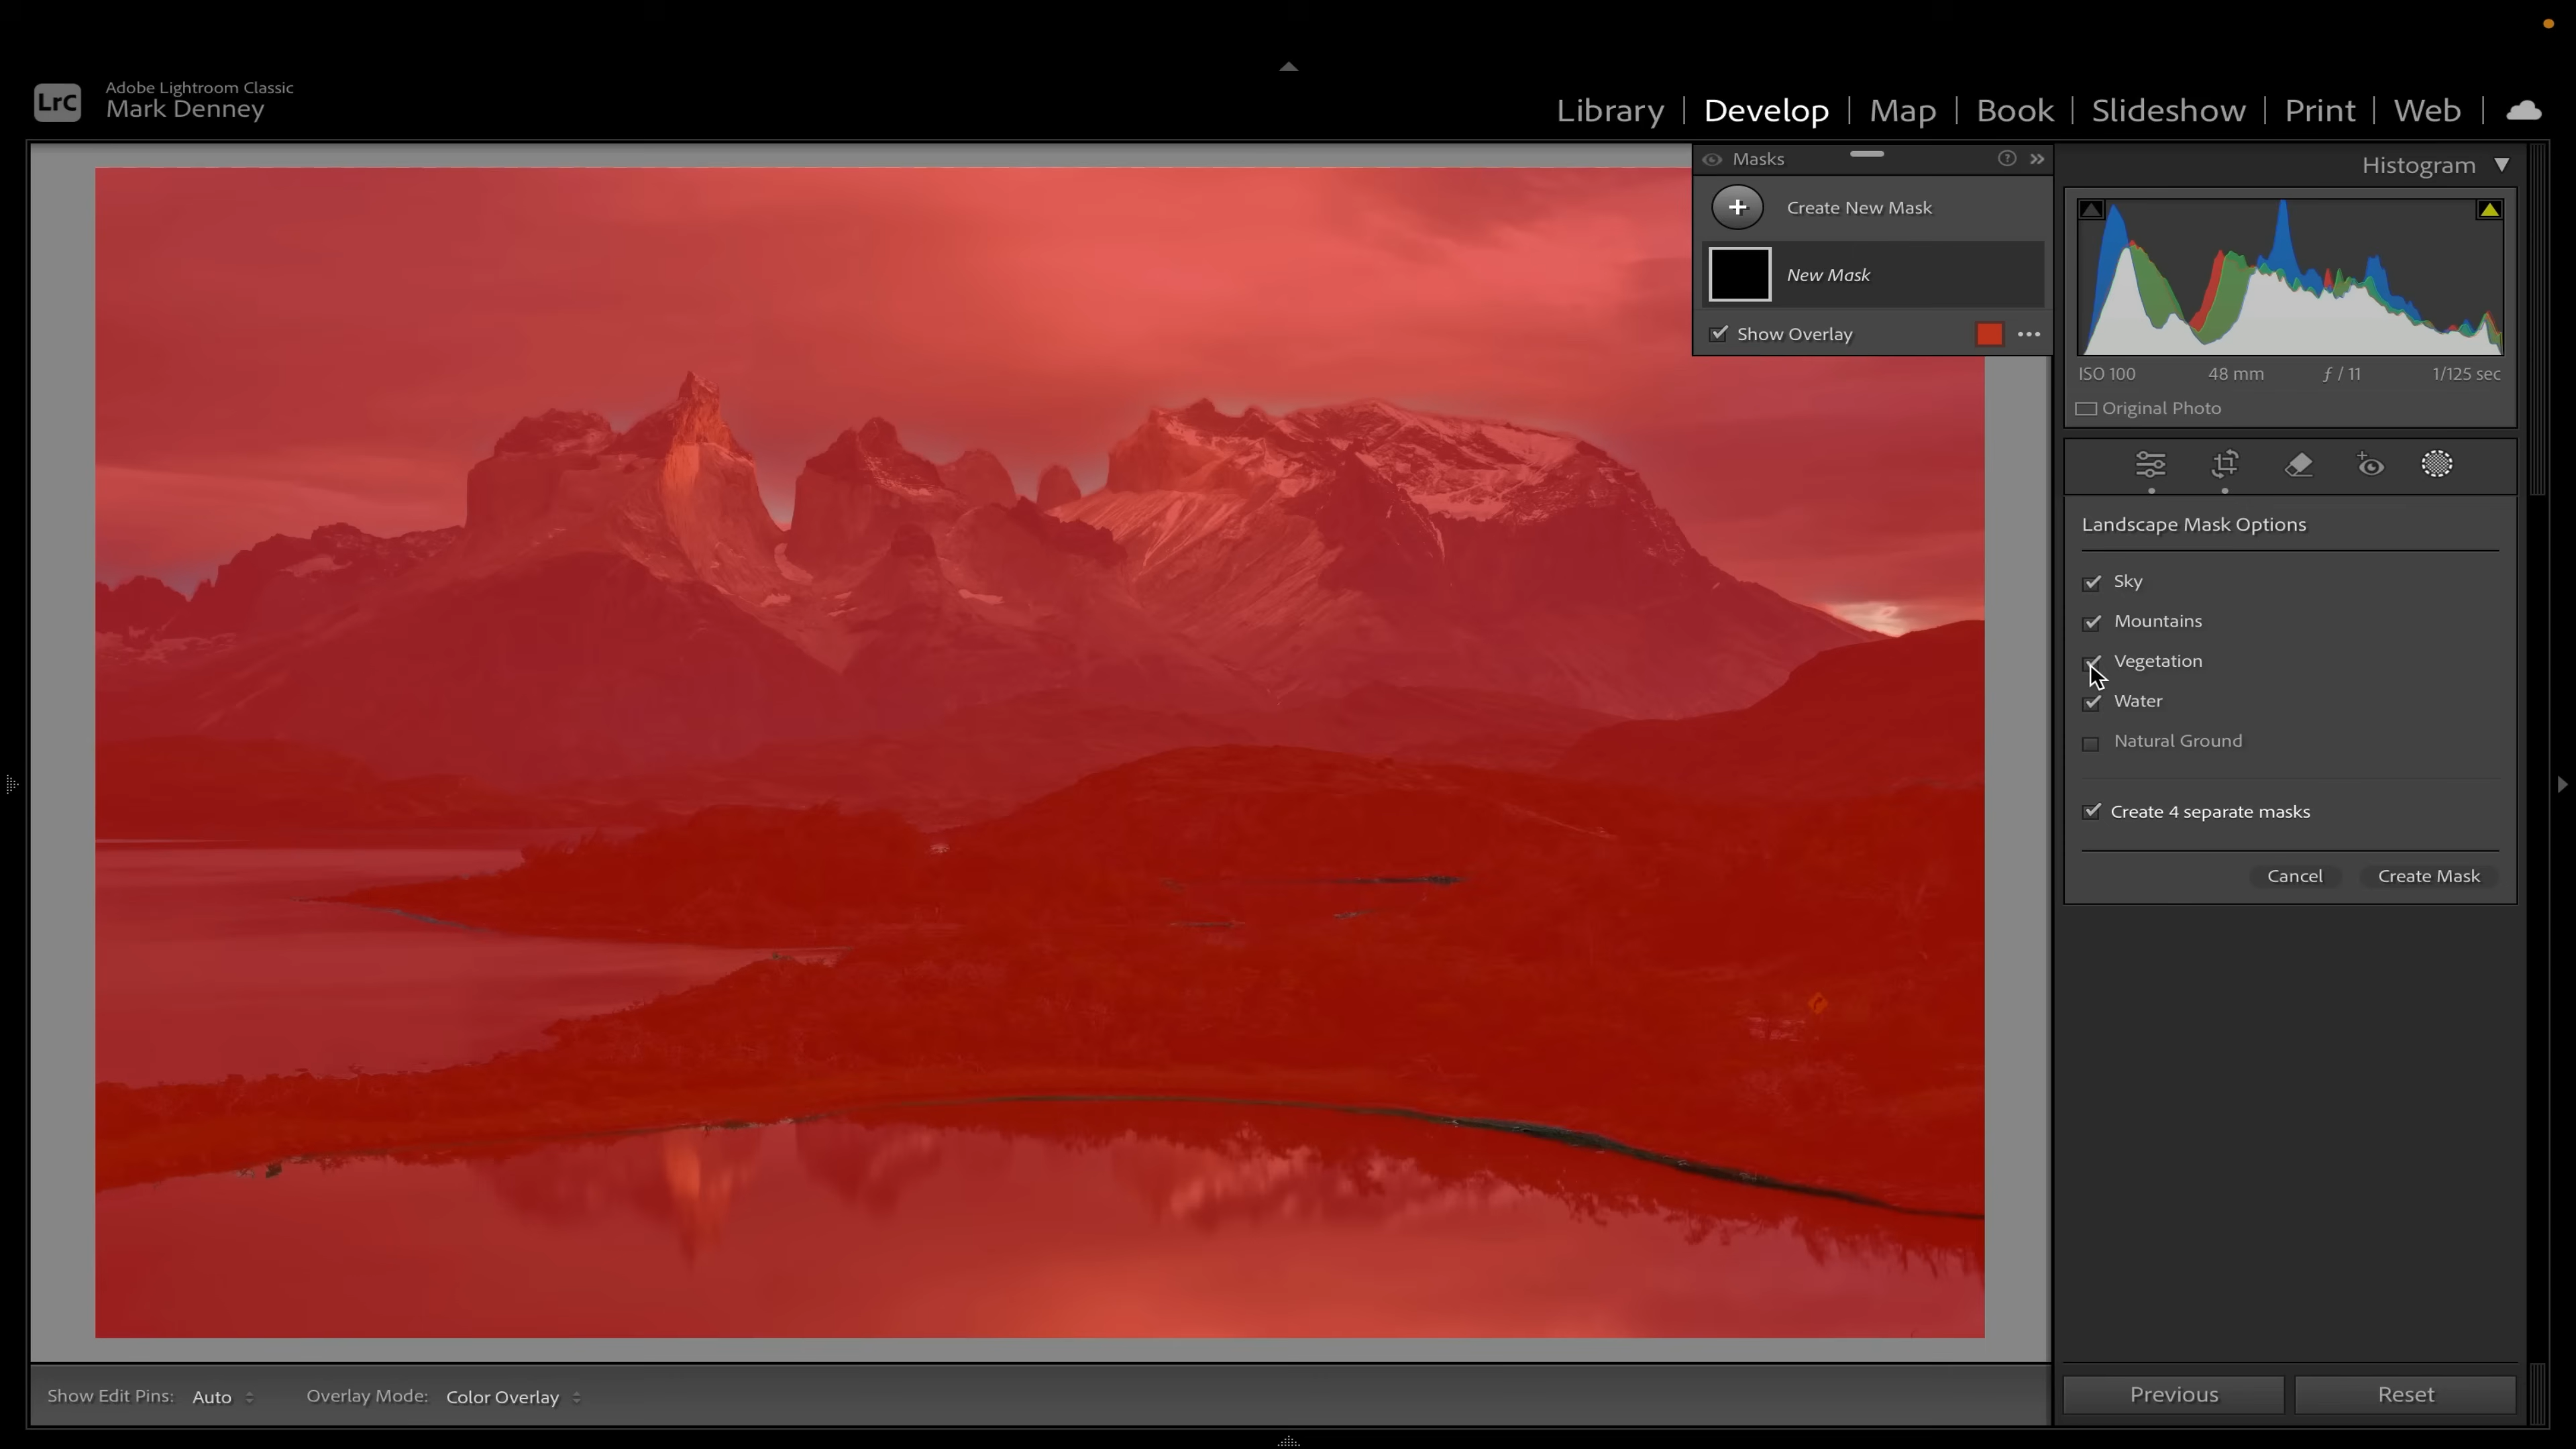 LrC
Adobe Lightroom Classic
Mark Denney
Library | Develop | Map | Book | Slideshow | Print | Web |
Masks
Create New Mask
New Mask
Show Overlay
Histogram
ISO 100 48 mm ƒ / 11 1/125 sec
Original Photo
Landscape Mask Options
Sky
Mountains
Vegetation
Water
Natural Ground
Create 4 separate masks
Cancel Create Mask
Show Edit Pins: Auto Overlay Mode: Color Overlay
Previous Reset